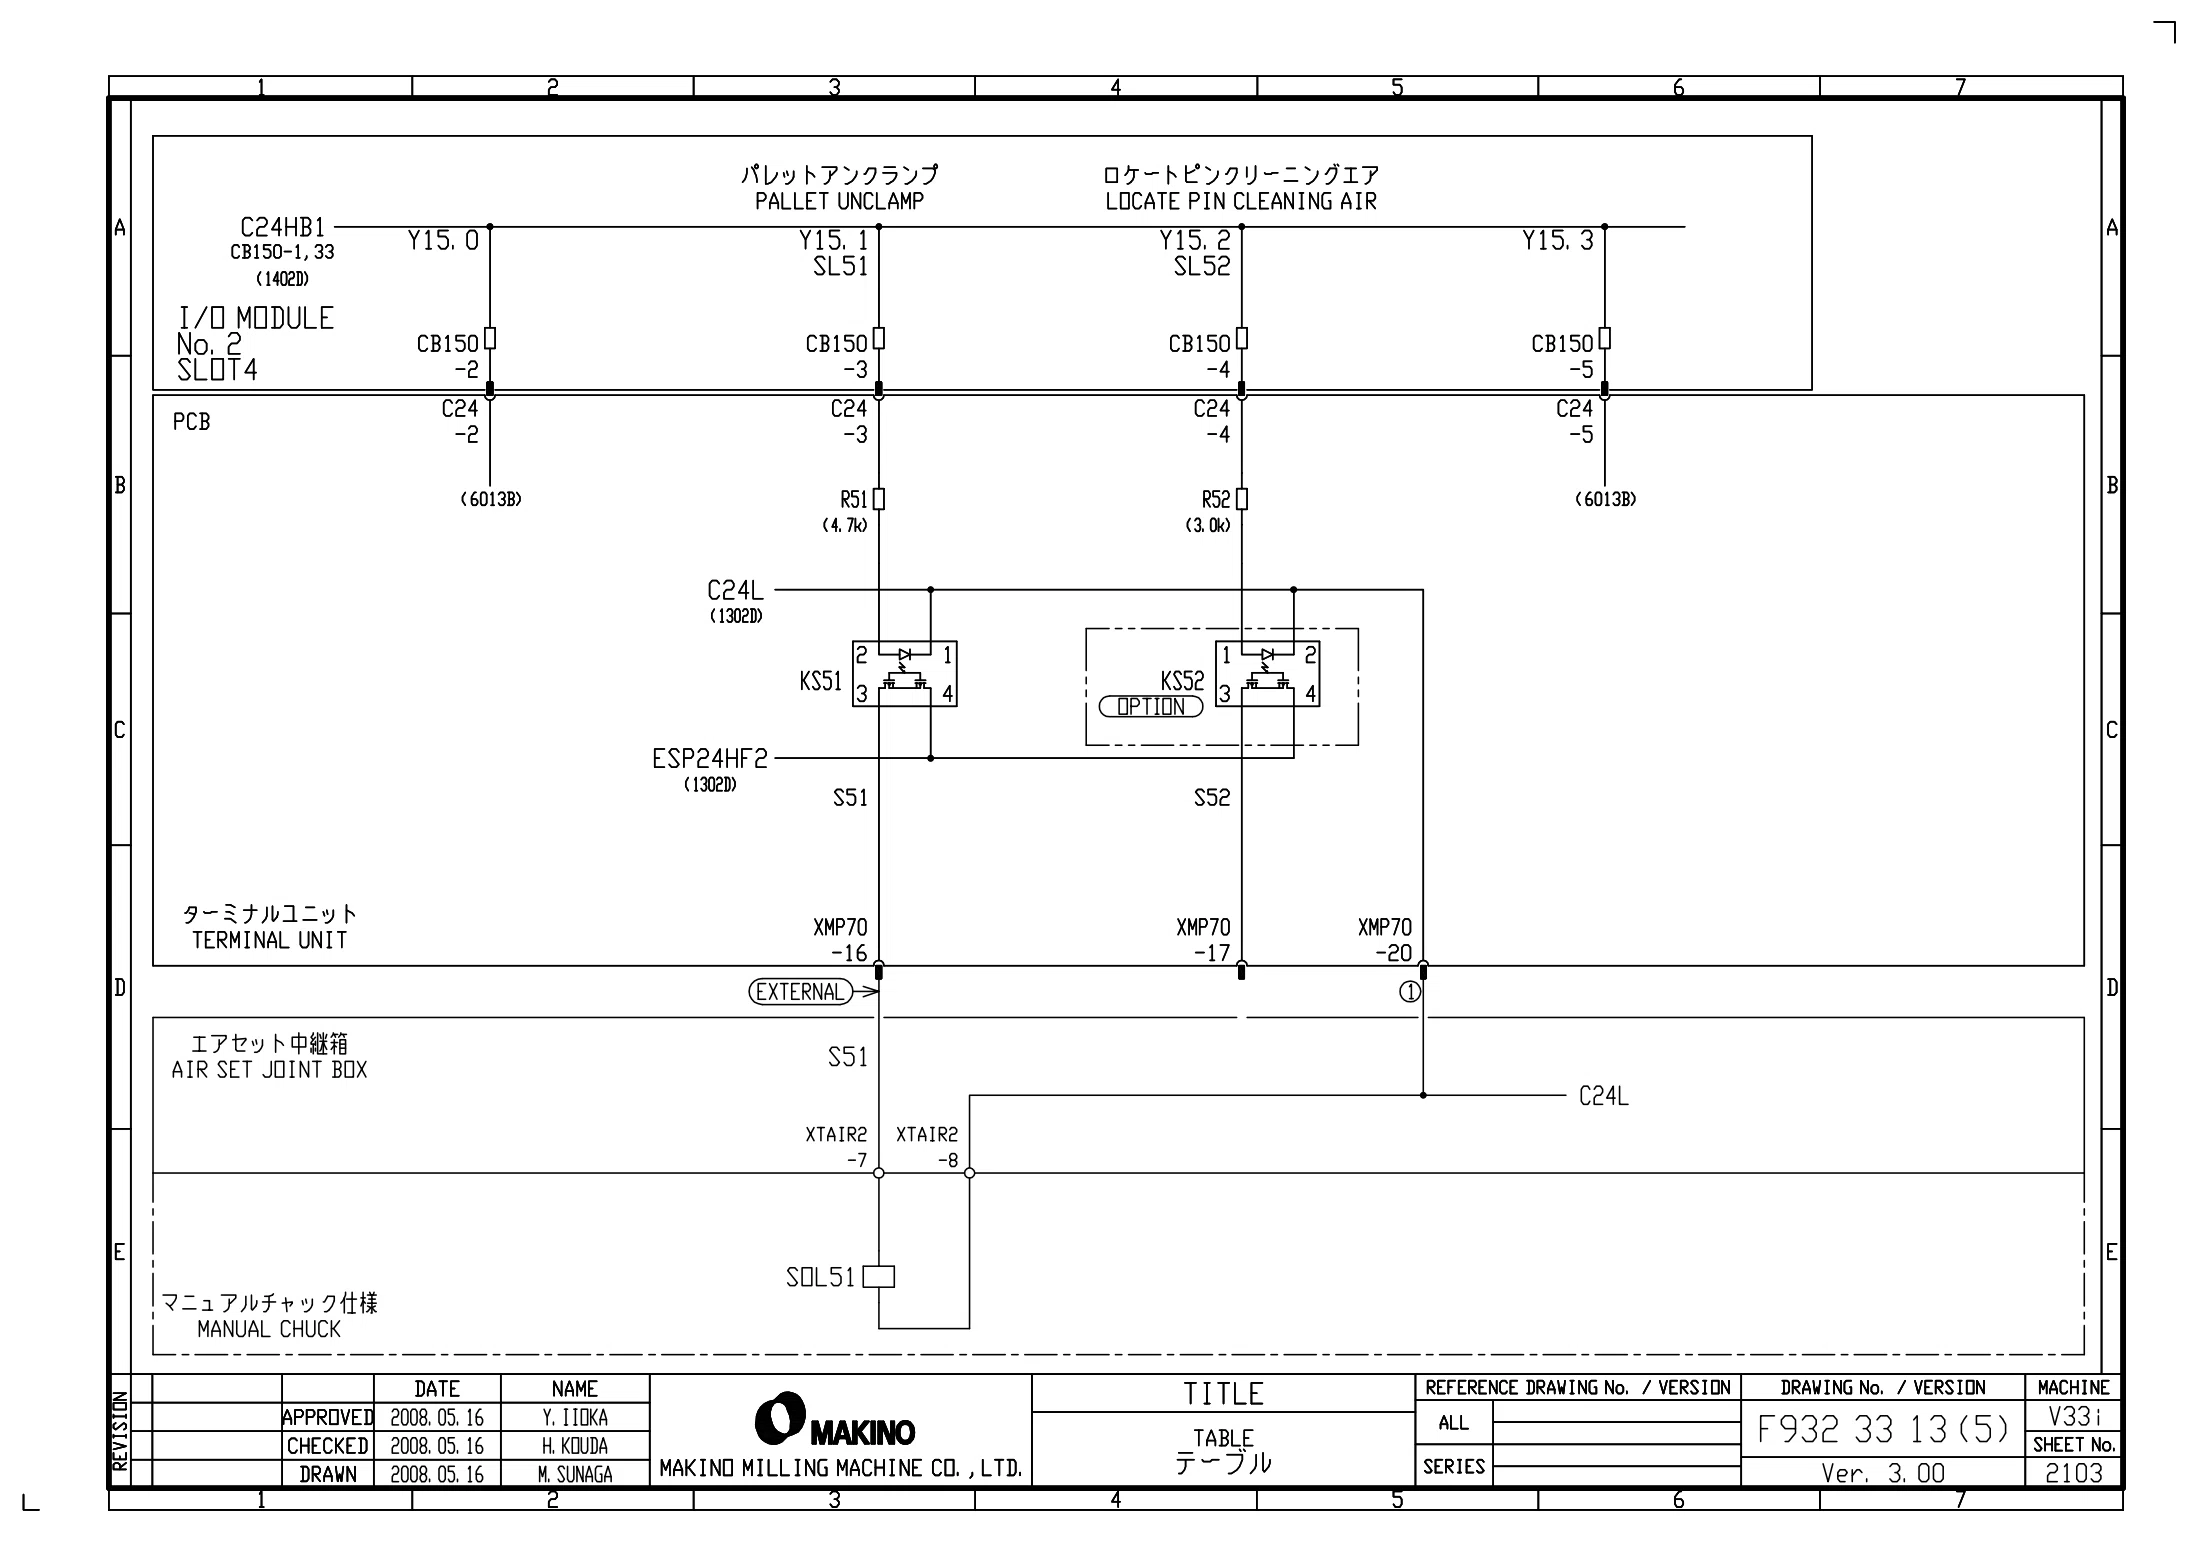 1 2 3 4 5 6 7
A A
B B
C C
D D
E E
パレットアンクランプ
PALLET UNCLAMP
ロケートピンクリーニングエア
LOCATE PIN CLEANING AIR
C24HB1
CB150-1,33
(1402D)
Y15. 0
Y15. 1
SL51
Y15. 2
SL52
Y15. 3
I/O MODULE
No. 2
SLOT4
CB150
-2
CB150
-3
CB150
-4
CB150
-5
PCB
C24
-2
C24
-3
C24
-4
C24
-5
(6013B)
R51
(4. 7k)
R52
(3. 0k)
(6013B)
C24L
(1302D)
KS51
2 1
3 4
KS52
OPTION
1 2
3 4
ESP24HF2
(1302D)
S51
S52
ターミナルユニット
TERMINAL UNIT
XMP70
-16
XMP70
-17
XMP70
-20
EXTERNAL
①
エアセット中継箱
AIR SET JOINT BOX
S51
C24L
XTAIR2
-7
XTAIR2
-8
SOL51
マニュアルチャック仕様
MANUAL CHUCK
REVISION
DATE NAME
APPROVED 2008. 05. 16 Y. IIOKA
CHECKED 2008. 05. 16 H. KOUDA
DRAWN 2008. 05. 16 M. SUNAGA
MAKINO
MAKINO MILLING MACHINE CO. , LTD.
TITLE
TABLE
テーブル
REFERENCE DRAWING No. / VERSION
ALL
SERIES
DRAWING No. / VERSION
F932 33 13(5)
Ver. 3. 00
MACHINE
V33i
SHEET No.
2103
1 2 3 4 5 6 7